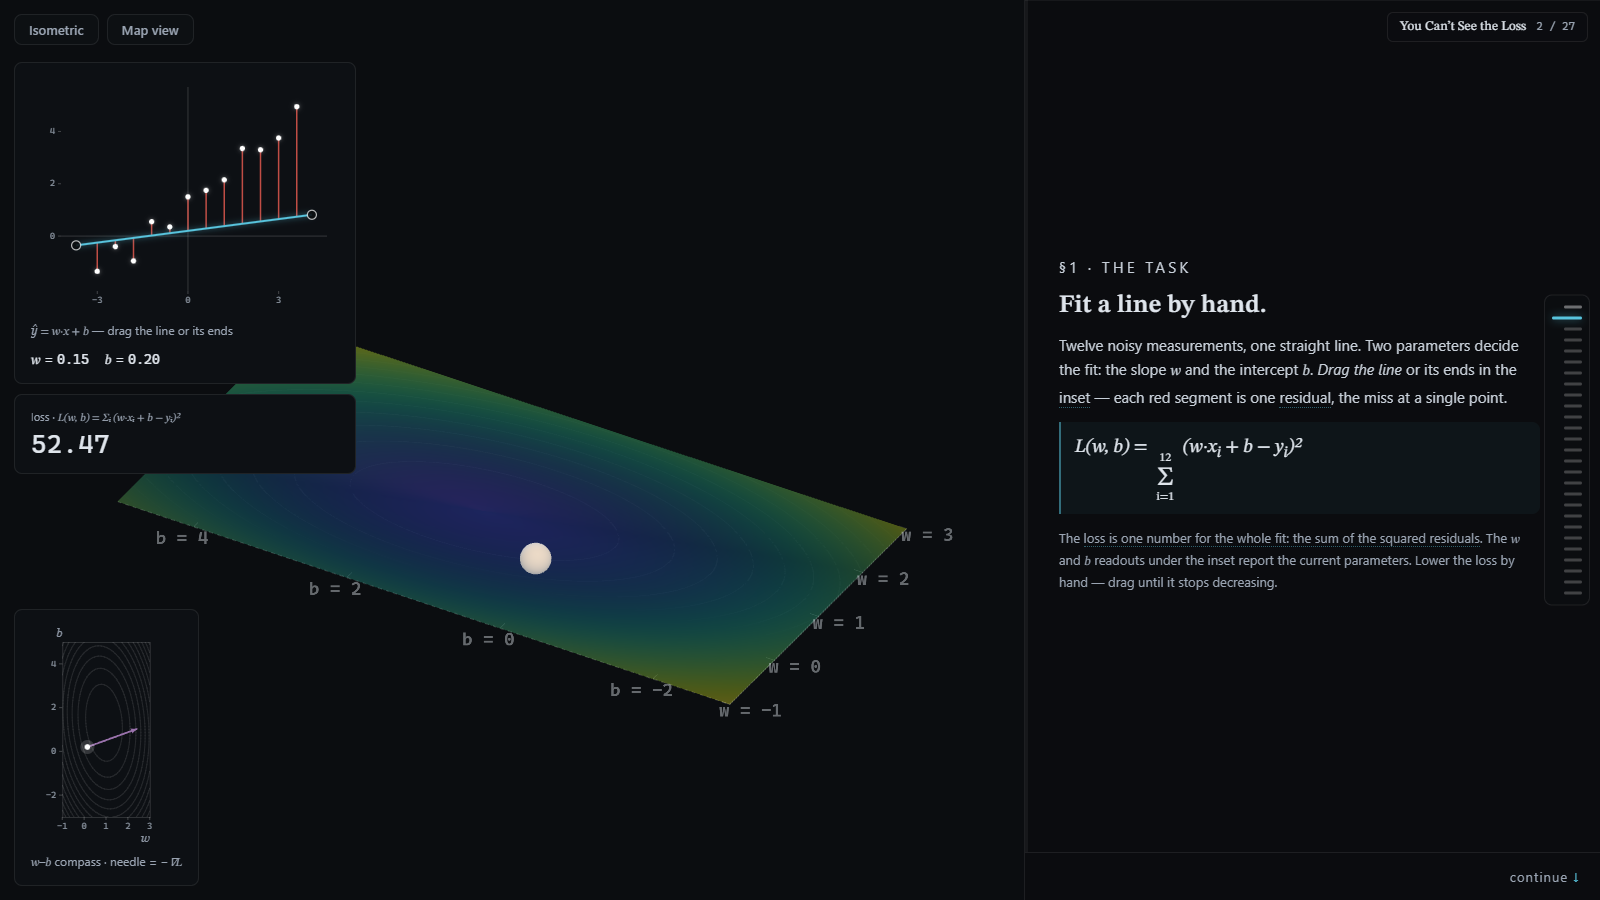 Isometric
Map view
4
2
0
−3
0
3
ŷ = w·x + b — drag the line or its ends
w = 0.15 b = 0.20
loss · L(w, b) = Σᵢ (w·xᵢ + b − yᵢ)²
52.47
b = 4
b = 2
b = 0
b = −2
w = 3
w = 2
w = 1
w = 0
w = −1
b
4
2
0
−2
−1 0 1 2 3
w
w–b compass · needle = − ∇L
You Can’t See the Loss 2 / 27
§1 · THE TASK
Fit a line by hand.
Twelve noisy measurements, one straight line. Two parameters decide
the fit: the slope w and the intercept b. Drag the line or its ends in the
inset — each red segment is one residual, the miss at a single point.
L(w, b) = Σ (w·xᵢ + b − yᵢ)²
12
i=1
The loss is one number for the whole fit: the sum of the squared residuals. The w
and b readouts under the inset report the current parameters. Lower the loss by
hand — drag until it stops decreasing.
continue ↓